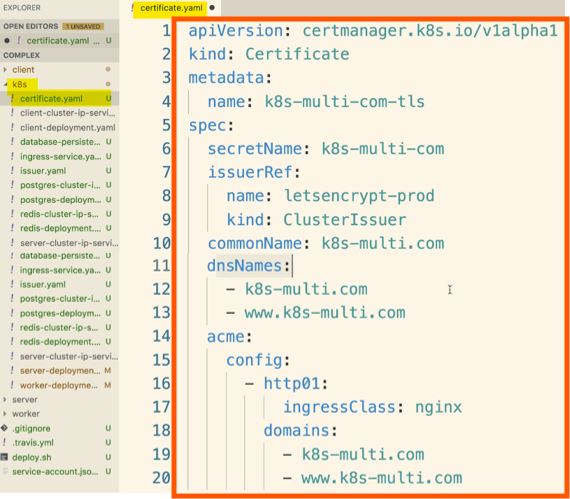 EXPLORER
OPEN EDITORS 1 UNSAVED
certificate.yaml ... U
COMPLEX
client
k8s
certificate.yaml U
client-cluster-ip-servi...
client-deployment.yaml
database-persiste... U
ingress-service.ya... U
issuer.yaml U
postgres-cluster-i... U
postgres-deploym... U
redis-cluster-ip-s... U
redis-deployment.... U
server-cluster-ip-servi...
database-persiste... U
ingress-service.ya... U
issuer.yaml U
postgres-cluster-i... U
postgres-deploym... U
redis-cluster-ip-s... U
redis-deployment.... U
server-cluster-ip-servi...
server-deploymen... M
worker-deployme... M
server
worker
.gitignore U
.travis.yml U
deploy.sh U
service-account.jso... U
certificate.yaml
1 apiVersion: certmanager.k8s.io/v1alpha1
2 kind: Certificate
3 metadata:
4 name: k8s-multi-com-tls
5 spec:
6 secretName: k8s-multi-com
7 issuerRef:
8 name: letsencrypt-prod
9 kind: ClusterIssuer
10 commonName: k8s-multi.com
11 dnsNames:
12 - k8s-multi.com
13 - www.k8s-multi.com
14 acme:
15 config:
16 - http01:
17 ingressClass: nginx
18 domains:
19 - k8s-multi.com
20 - www.k8s-multi.com